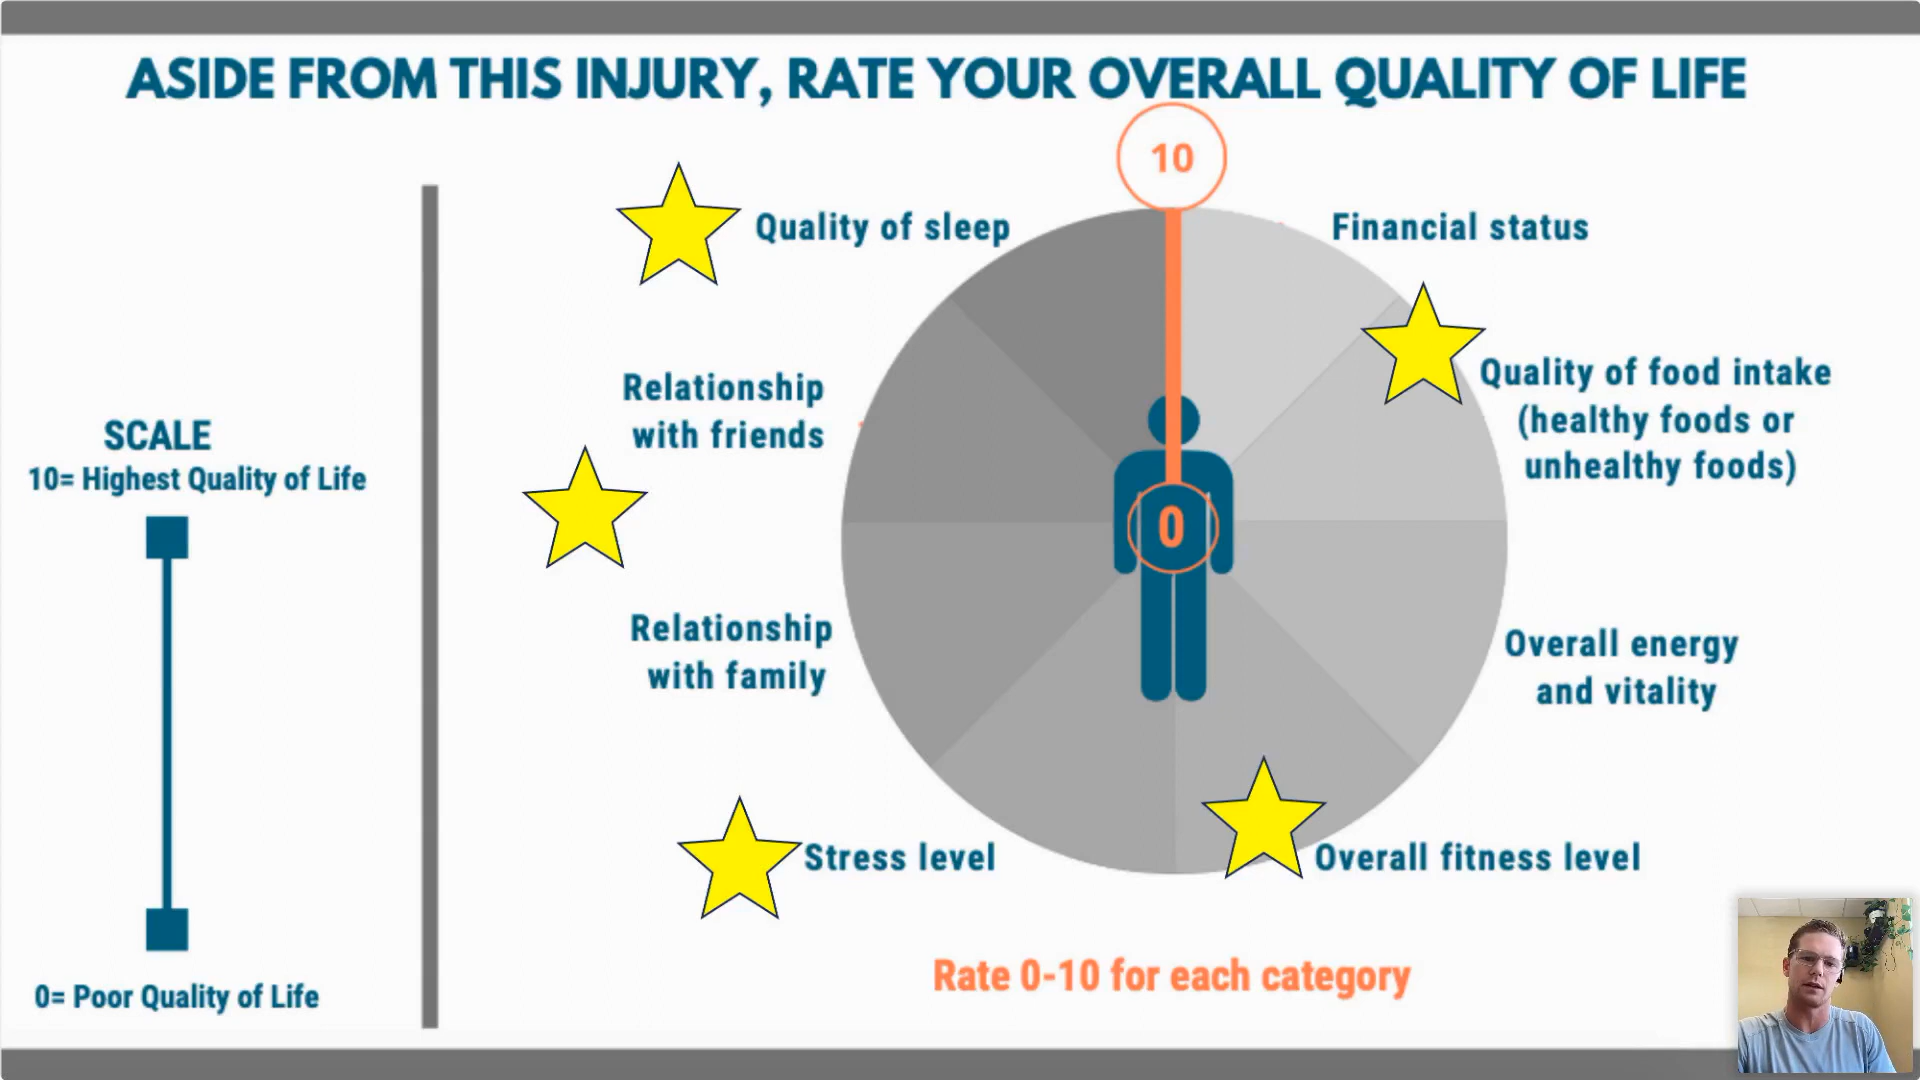 ASIDE FROM THIS INJURY, RATE YOUR OVERALL QUALITY OF LIFE
10
Quality of sleep
Financial status
Relationship
with friends
Quality of food intake
(healthy foods or
unhealthy foods)
SCALE
10= Highest Quality of Life
0
Relationship
with family
Overall energy
and vitality
Stress level
Overall fitness level
0= Poor Quality of Life
Rate 0-10 for each category